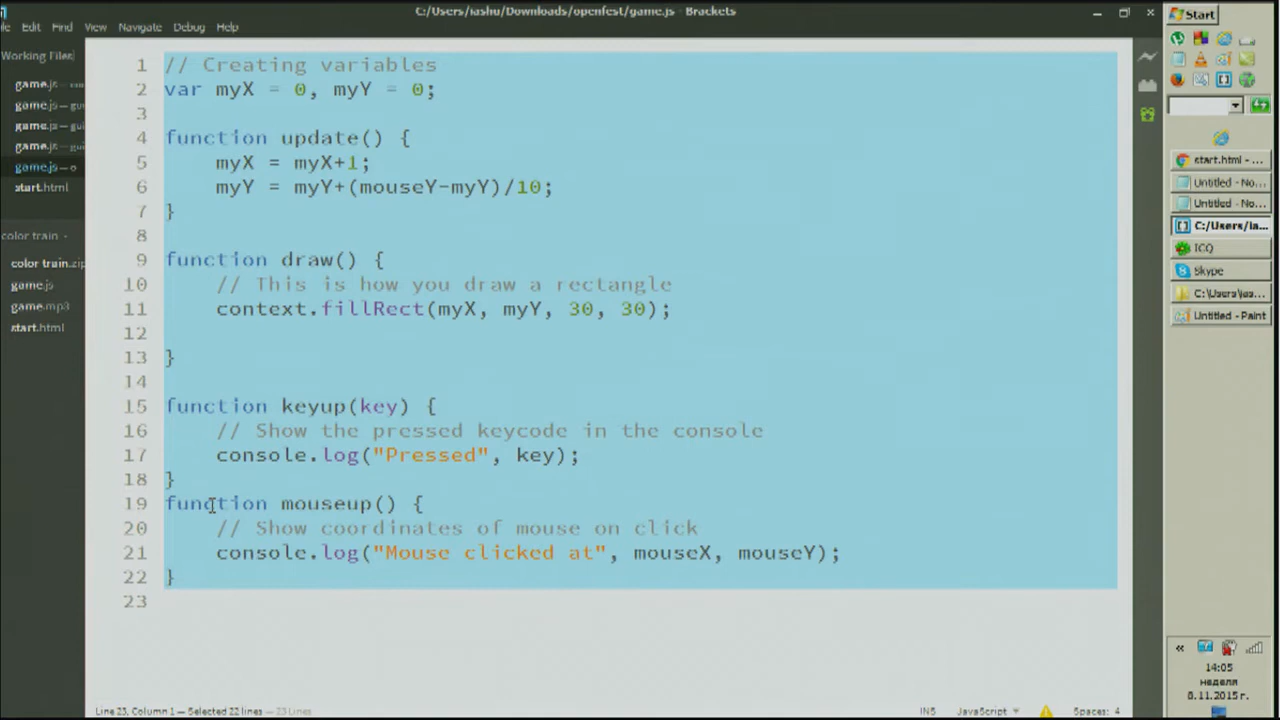 C:/Users/iashu/Downloads/openfest/game.js - Brackets
Edit Find View Navigate Debug Help
Working Files
game.js
game.js — gui
game.js — gui
game.js — gui
game.js — o
start.html
color train -
color train.zip
game.js
game.mp3
start.html
1 // Creating variables
2 var myX = 0, myY = 0;
3
4 function update() {
5 myX = myX+1;
6 myY = myY+(mouseY-myY)/10;
7 }
8
9 function draw() {
10 // This is how you draw a rectangle
11 context.fillRect(myX, myY, 30, 30);
12
13 }
14
15 function keyup(key) {
16 // Show the pressed keycode in the console
17 console.log("Pressed", key);
18 }
19 function mouseup() {
20 // Show coordinates of mouse on click
21 console.log("Mouse clicked at", mouseX, mouseY);
22 }
23
Line 23, Column 1 — Selected 22 lines — 23 Lines
INS JavaScript Spaces: 4
Start
start.html - ...
Untitled - No...
Untitled - No...
C:/Users/ia...
ICQ
Skype
C:\Users\ias...
Untitled - Paint
14:05
неделя
8.11.2015 г.